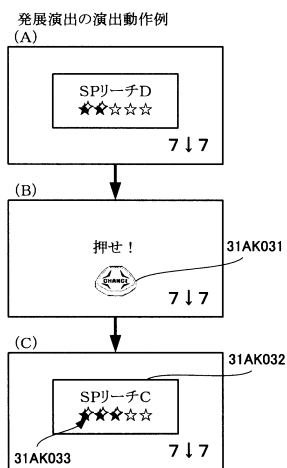 発展演出の演出動作例
(A)
SPリーチD
★★☆☆☆
7↓7
(B)
押せ!
31AK031
CHANCE
7↓7
(C)
31AK032
SPリーチC
★★★☆☆
7↓7
31AK033